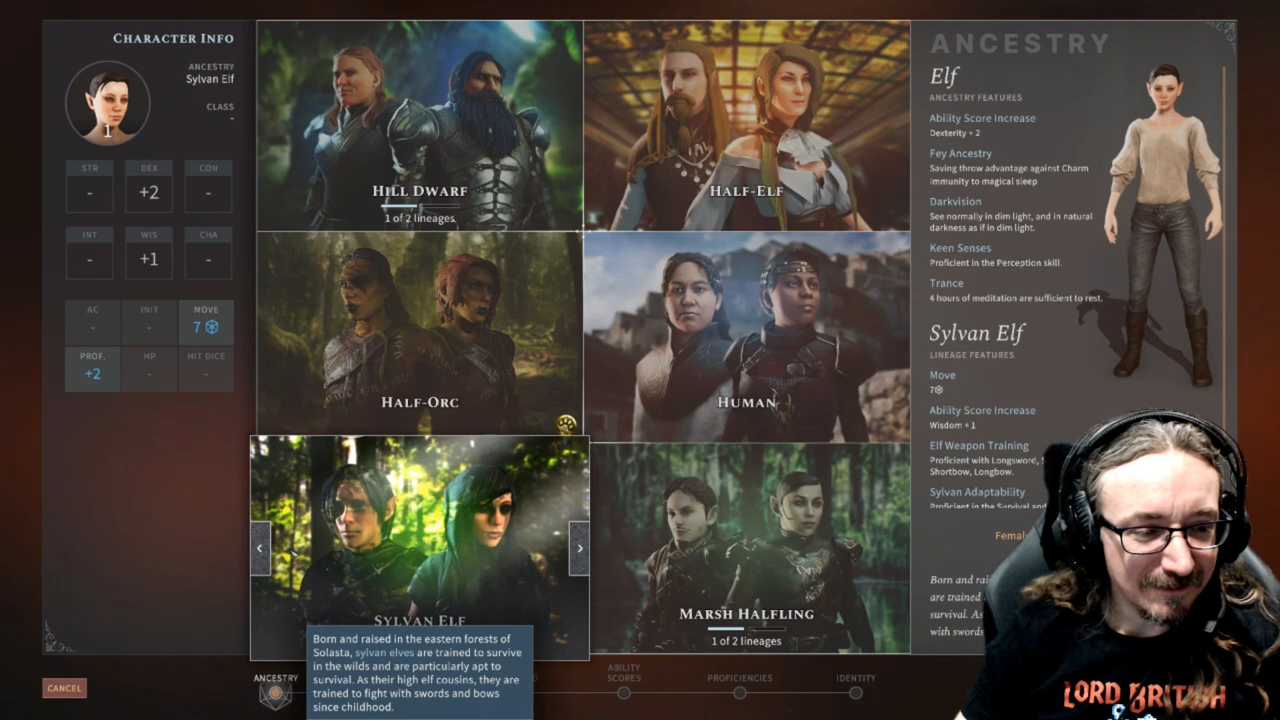 CHARACTER INFO
ANCESTRY
Sylvan Elf
CLASS
-
1
STR
DEX
CON
-
+2
-
INT
WIS
CHA
-
+1
-
AC
INIT
MOVE
-
-
7
PROF.
HP
HIT DICE
+2
-
-
HILL DWARF
1 of 2 lineages
HALF-ELF
HALF-ORC
HUMAN
SYLVAN ELF
MARSH HALFLING
1 of 2 lineages
Born and raised in the eastern forests of
Solasta, sylvan elves are trained to survive
in the wilds and are particularly apt to
survival. As their high elf cousins, they are
trained to fight with swords and bows
since childhood.
ANCESTRY
Elf
ANCESTRY FEATURES
Ability Score Increase
Dexterity + 2
Fey Ancestry
Saving throw advantage against Charm
Immunity to magical sleep
Darkvision
See normally in dim light, and in natural
darkness as if in dim light.
Keen Senses
Proficient in the Perception skill.
Trance
4 hours of meditation are sufficient to rest.
Sylvan Elf
LINEAGE FEATURES
Move
7
Ability Score Increase
Wisdom + 1
Elf Weapon Training
Proficient with Longsword,
Shortbow, Longbow.
Sylvan Adaptability
Proficient in the Survival and
Female
Born and
are trained
survival. As
with swords
CANCEL
ANCESTRY
ABILITY
SCORES
PROFICIENCIES
IDENTITY
LORD BRITISH